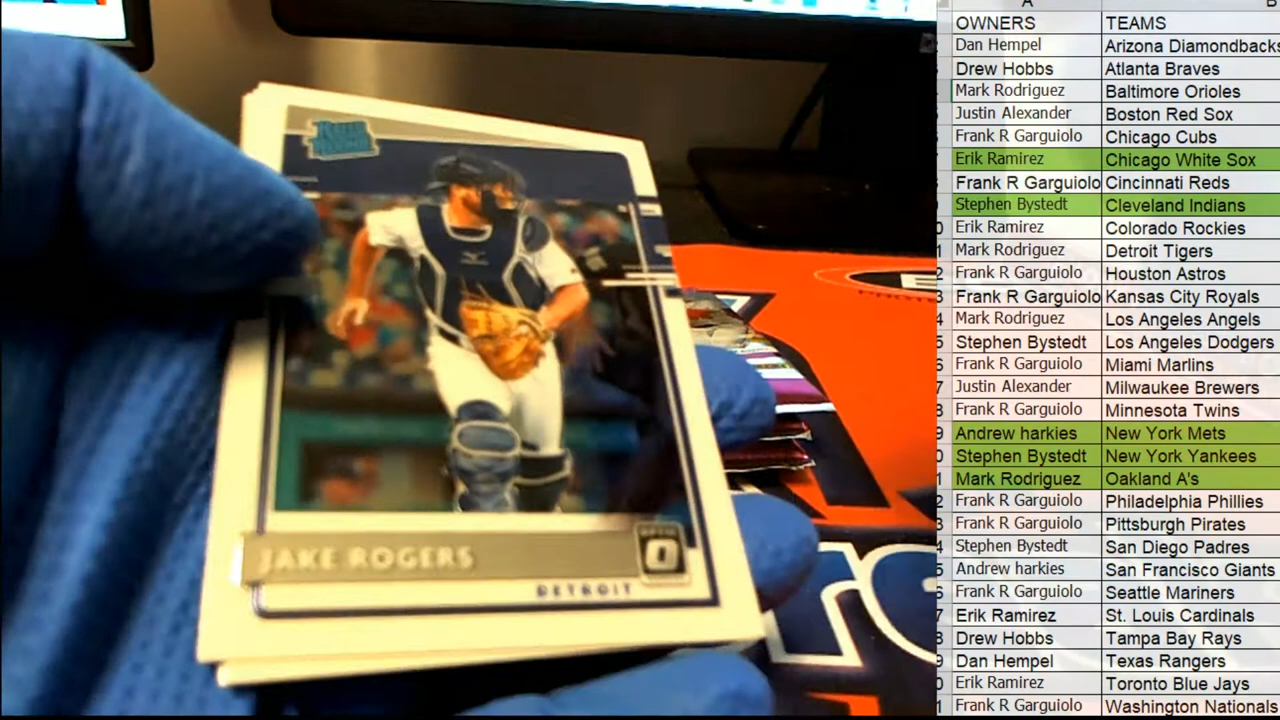 A B
OWNERS TEAMS
Dan Hempel Arizona Diamondbacks
Drew Hobbs Atlanta Braves
Mark Rodriguez Baltimore Orioles
Justin Alexander Boston Red Sox
Frank R Garguiolo Chicago Cubs
Erik Ramirez Chicago White Sox
Frank R Garguiolo Cincinnati Reds
Stephen Bystedt Cleveland Indians
Erik Ramirez Colorado Rockies
Mark Rodriguez Detroit Tigers
Frank R Garguiolo Houston Astros
Frank R Garguiolo Kansas City Royals
Mark Rodriguez Los Angeles Angels
Stephen Bystedt Los Angeles Dodgers
Frank R Garguiolo Miami Marlins
Justin Alexander Milwaukee Brewers
Frank R Garguiolo Minnesota Twins
Andrew harkies New York Mets
Stephen Bystedt New York Yankees
Mark Rodriguez Oakland A's
Frank R Garguiolo Philadelphia Phillies
Frank R Garguiolo Pittsburgh Pirates
Stephen Bystedt San Diego Padres
Andrew harkies San Francisco Giants
Frank R Garguiolo Seattle Mariners
Erik Ramirez St. Louis Cardinals
Drew Hobbs Tampa Bay Rays
Dan Hempel Texas Rangers
Erik Ramirez Toronto Blue Jays
Frank R Garguiolo Washington Nationals
JAKE ROGERS
DETROIT